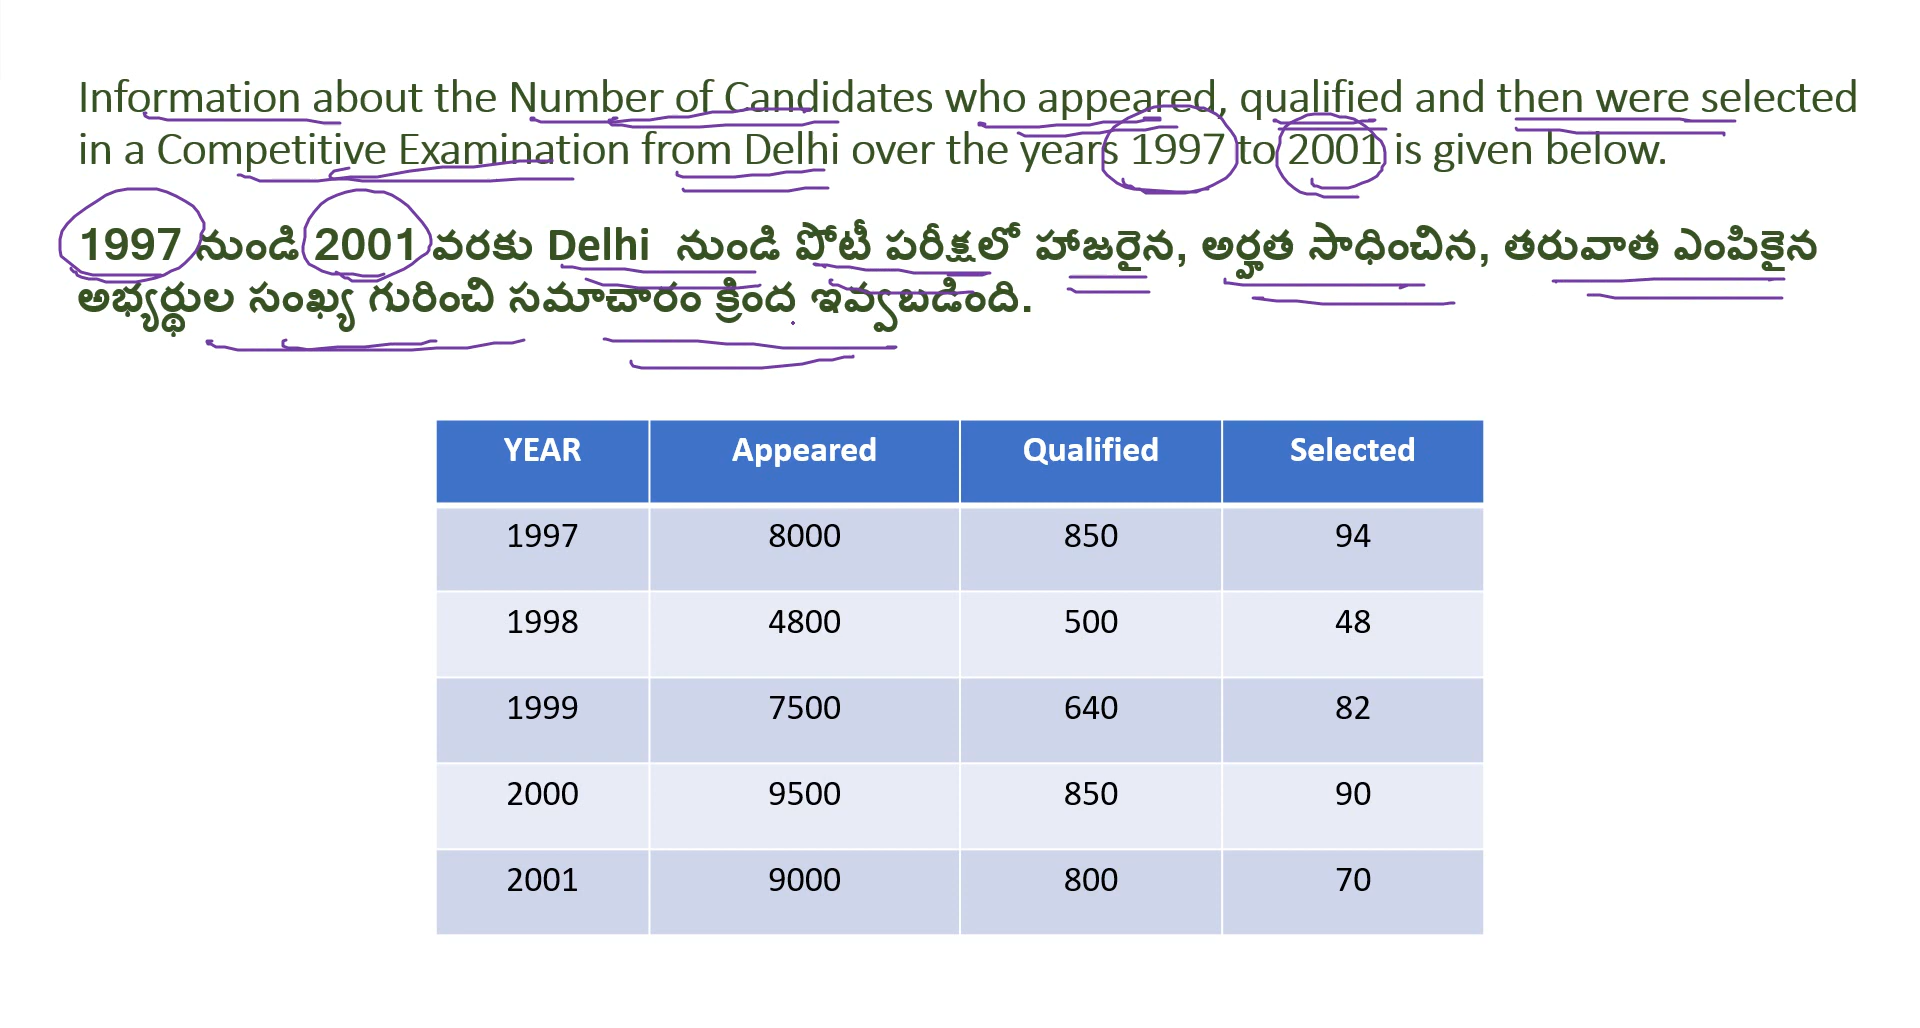 Information about the Number of Candidates who appeared, qualified and then were selected
in a Competitive Examination from Delhi over the years 1997 to 2001 is given below.
1997 నుండి 2001 వరకు Delhi నుండి పోటీ పరీక్షలో హాజరైన, అర్హత సాధించిన, తరువాత ఎంపికైన
అభ్యర్థుల సంఖ్య గురించి సమాచారం క్రింద ఇవ్వబడింది.
YEAR Appeared Qualified Selected
1997 8000 850 94
1998 4800 500 48
1999 7500 640 82
2000 9500 850 90
2001 9000 800 70